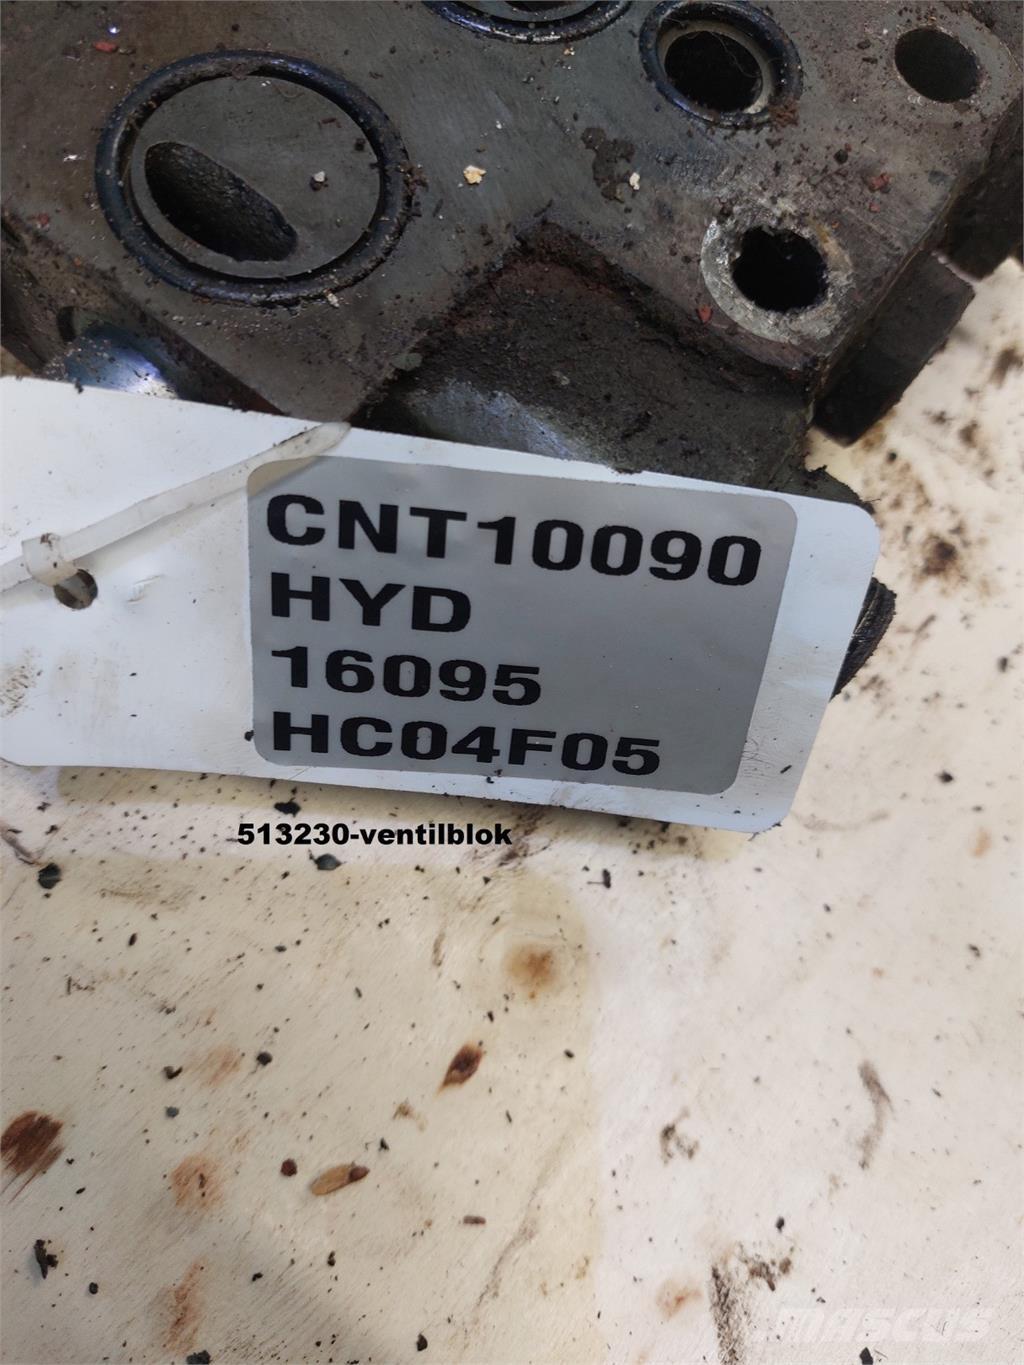 CNT10090
HYD
16095
HC04F05
513230-ventilblok
MASCUS